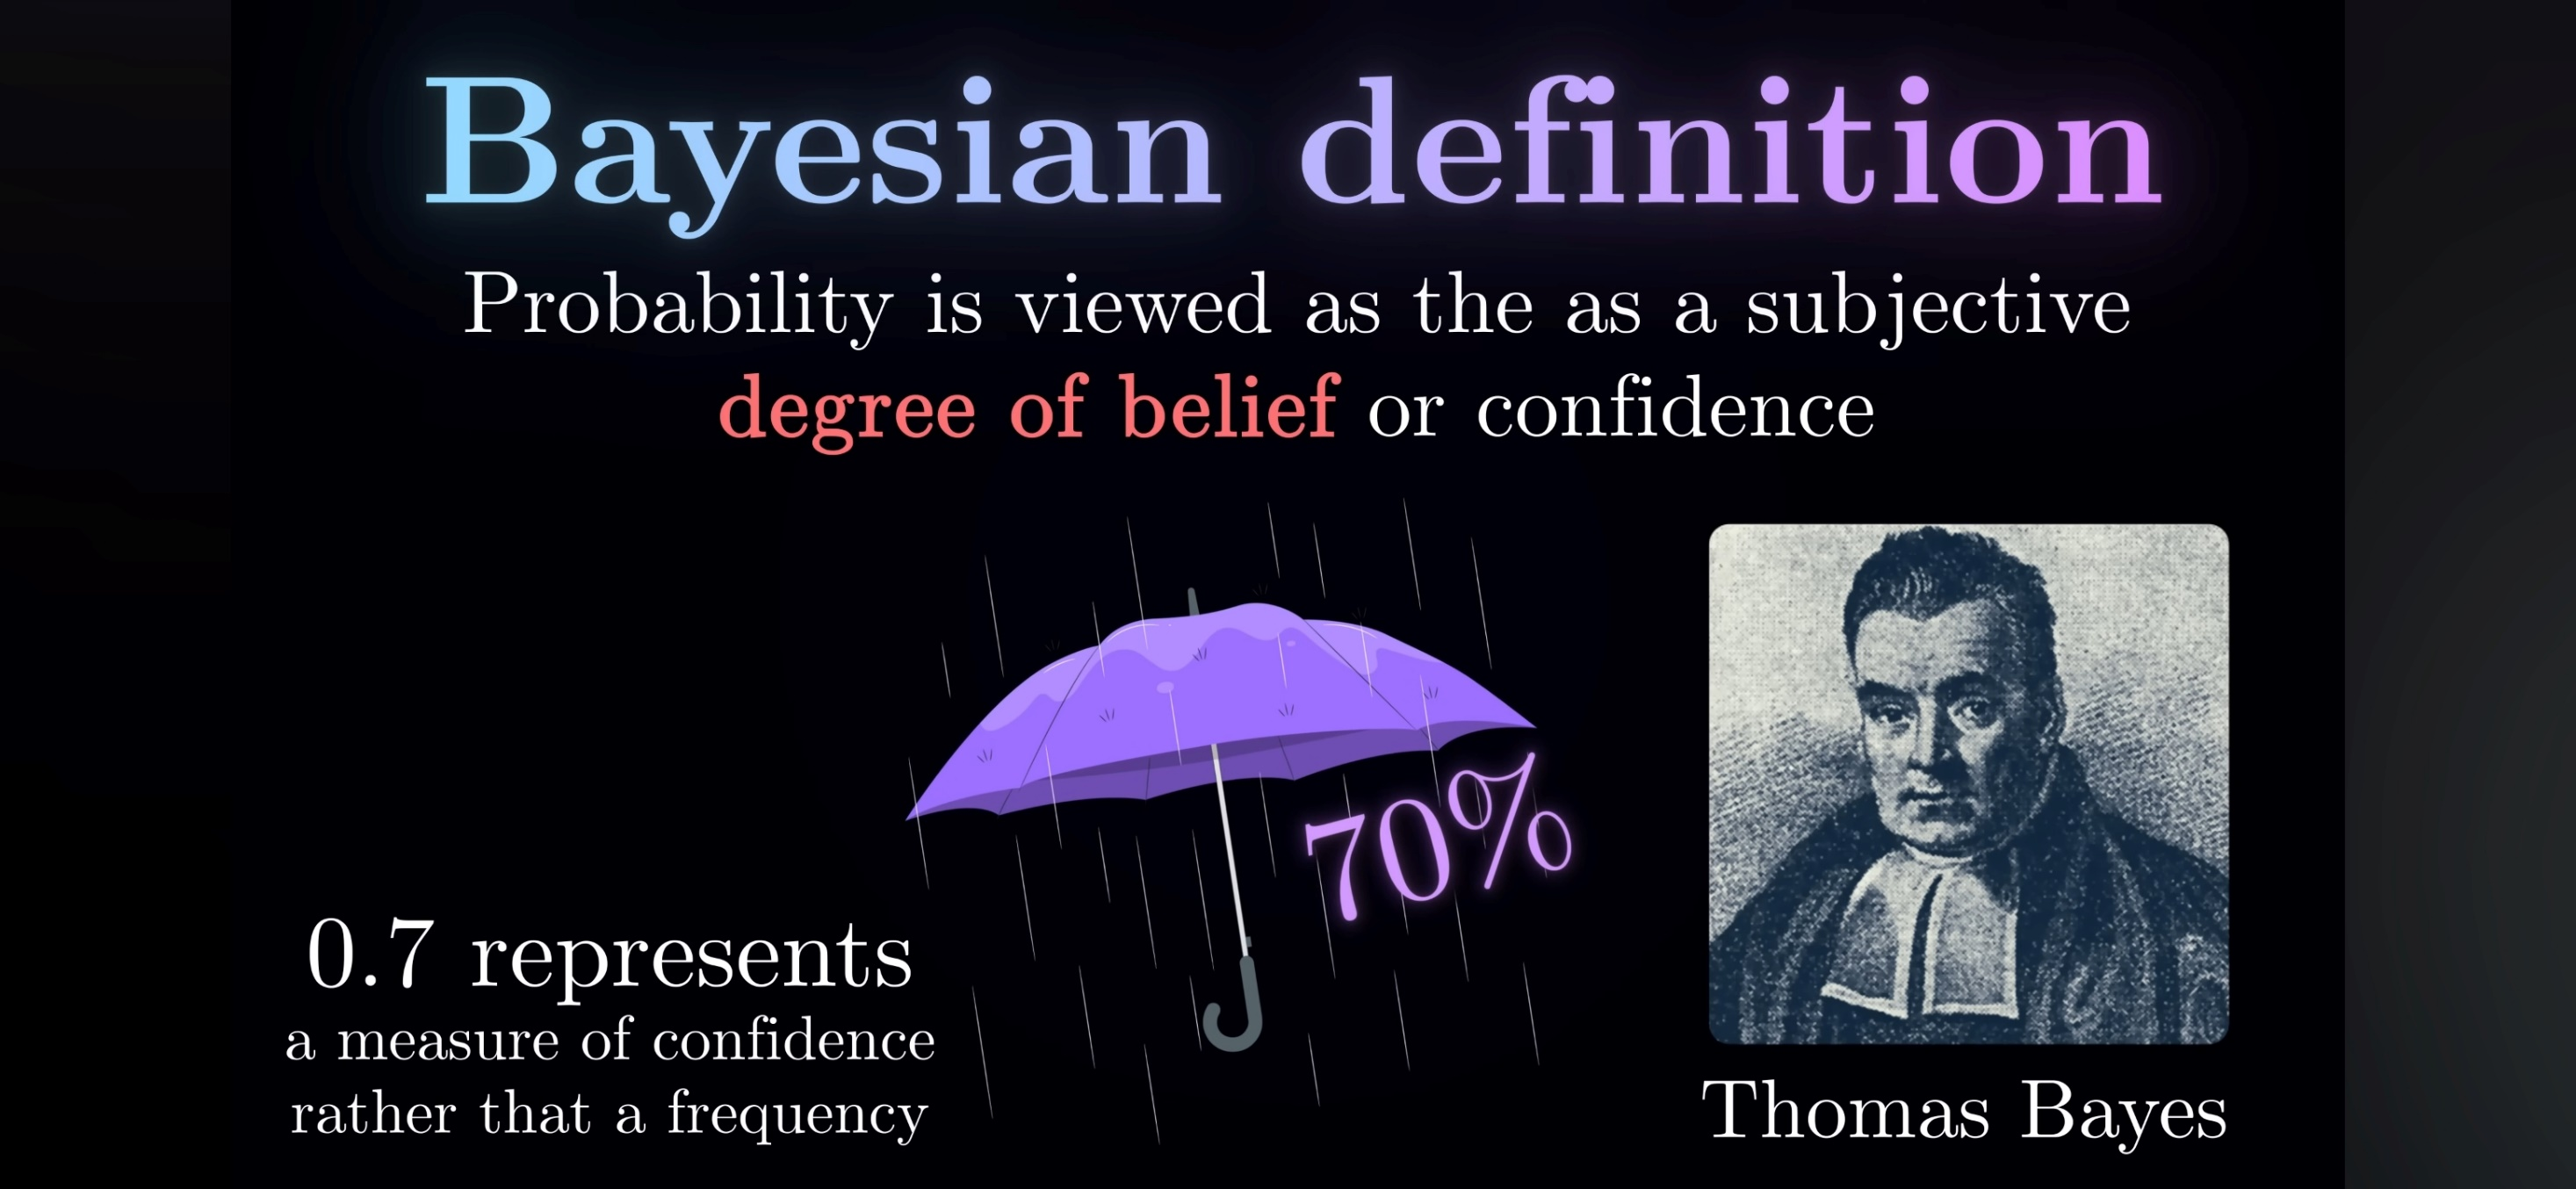 Bayesian definition
Probability is viewed as the as a subjective
degree of belief or confidence
70%
0.7 represents
a measure of confidence
rather that a frequency
Thomas Bayes